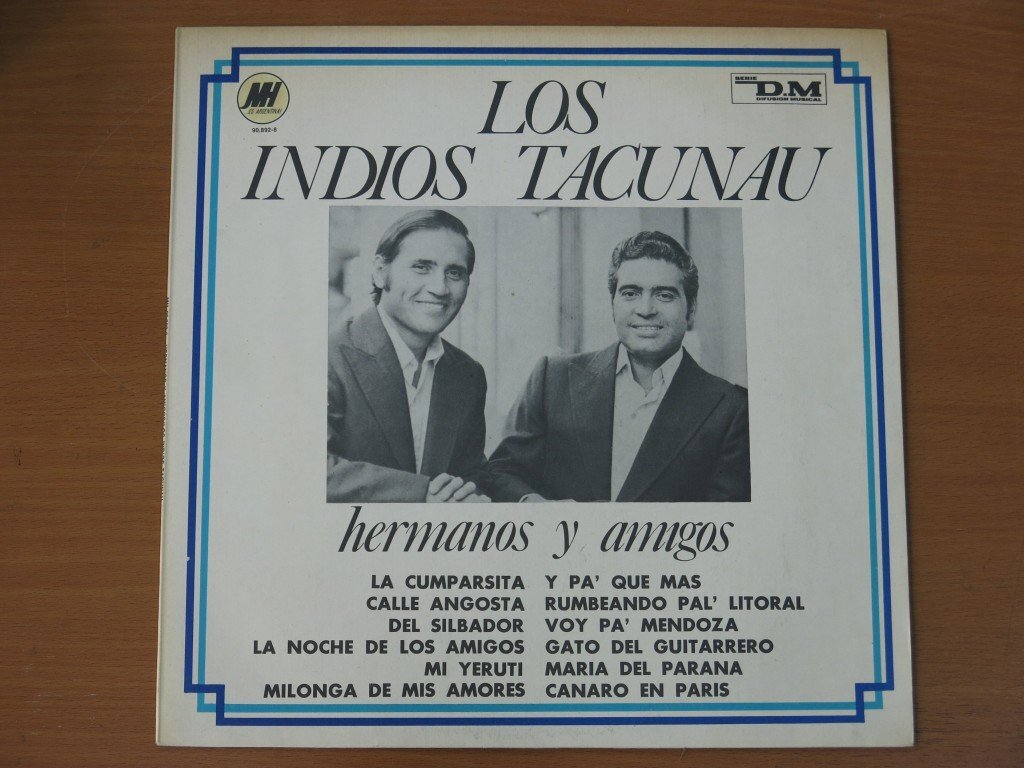 MH
ES ARGENTINA!
90.892-8
SERIE
D.M
DIFUSION MUSICAL
LOS
INDIOS TACUNAU
hermanos y amigos
LA CUMPARSITA
CALLE ANGOSTA
DEL SILBADOR
LA NOCHE DE LOS AMIGOS
MI YERUTI
MILONGA DE MIS AMORES
Y PA' QUE MAS
RUMBEANDO PAL' LITORAL
VOY PA' MENDOZA
GATO DEL GUITARRERO
MARIA DEL PARANA
CANARO EN PARIS